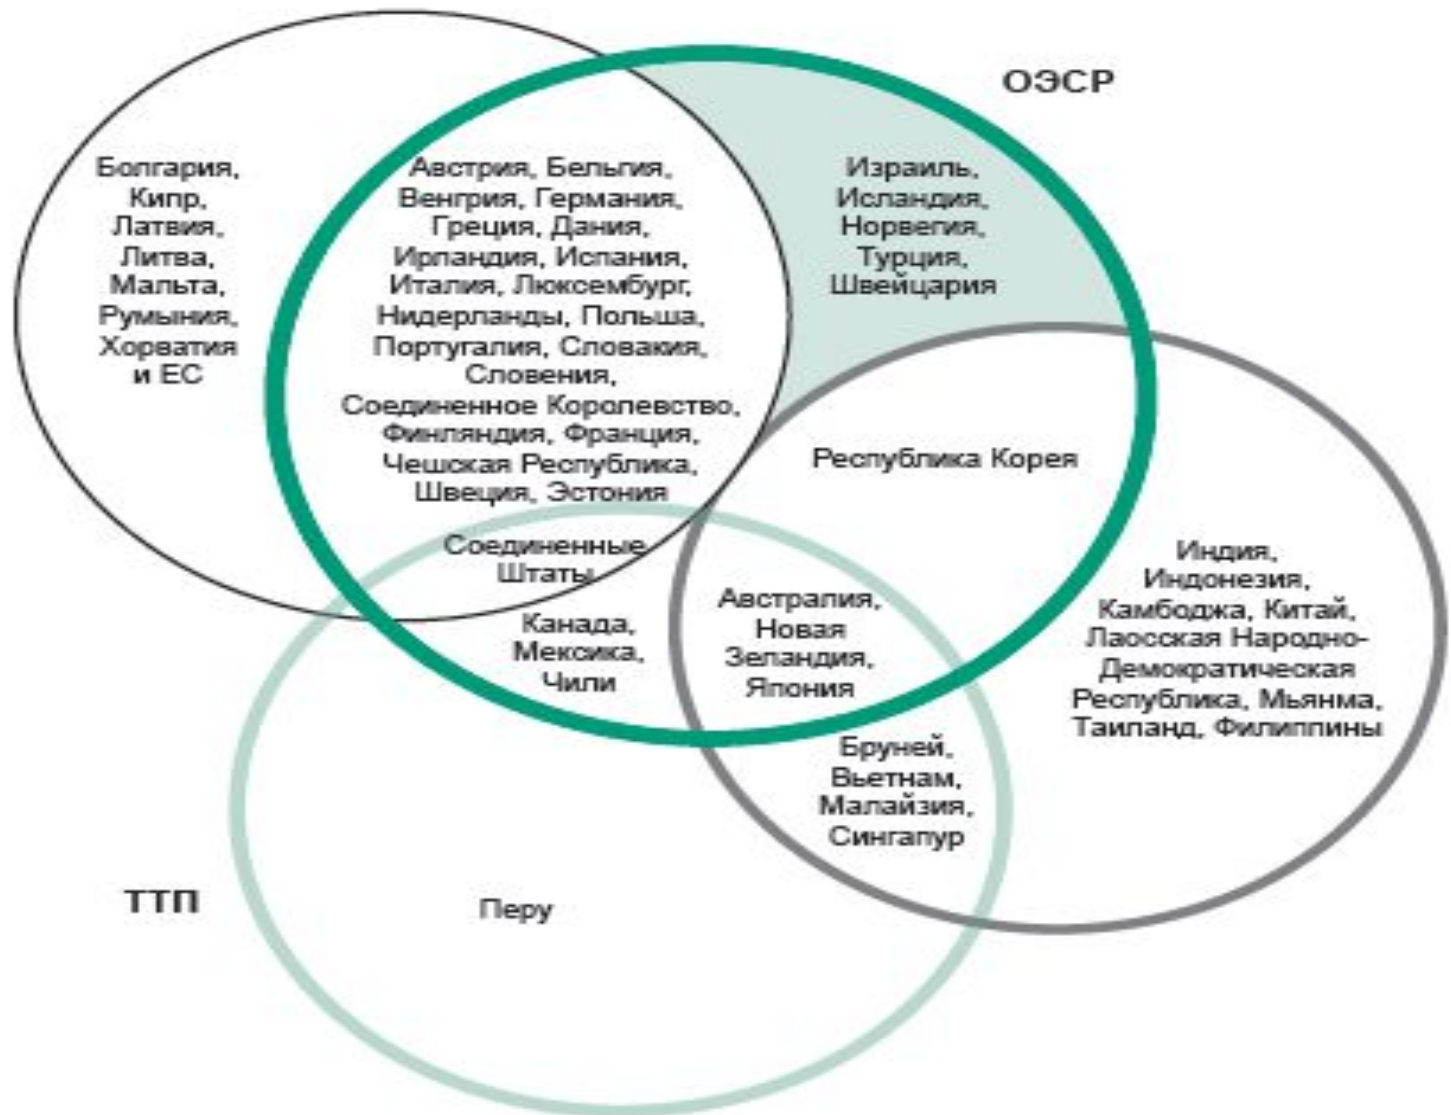 ОЭСР
Болгария,
Кипр,
Латвия,
Литва,
Мальта,
Румыния,
Хорватия
и ЕС
Австрия, Бельгия,
Венгрия, Германия,
Греция, Дания,
Ирландия, Испания,
Италия, Люксембург,
Нидерланды, Польша,
Португалия, Словакия,
Словения,
Соединенное Королевство,
Финляндия, Франция,
Чешская Республика,
Швеция, Эстония
Израиль,
Исландия,
Норвегия,
Турция,
Швейцария
Республика Корея
Соединенные
Штаты
Канада,
Мексика,
Чили
Австралия,
Новая
Зеландия,
Япония
Индия,
Индонезия,
Камбоджа, Китай,
Лаосская Народно-
Демократическая
Республика, Мьянма,
Таиланд, Филиппины
Бруней,
Вьетнам,
Малайзия,
Сингапур
ТТП
Перу